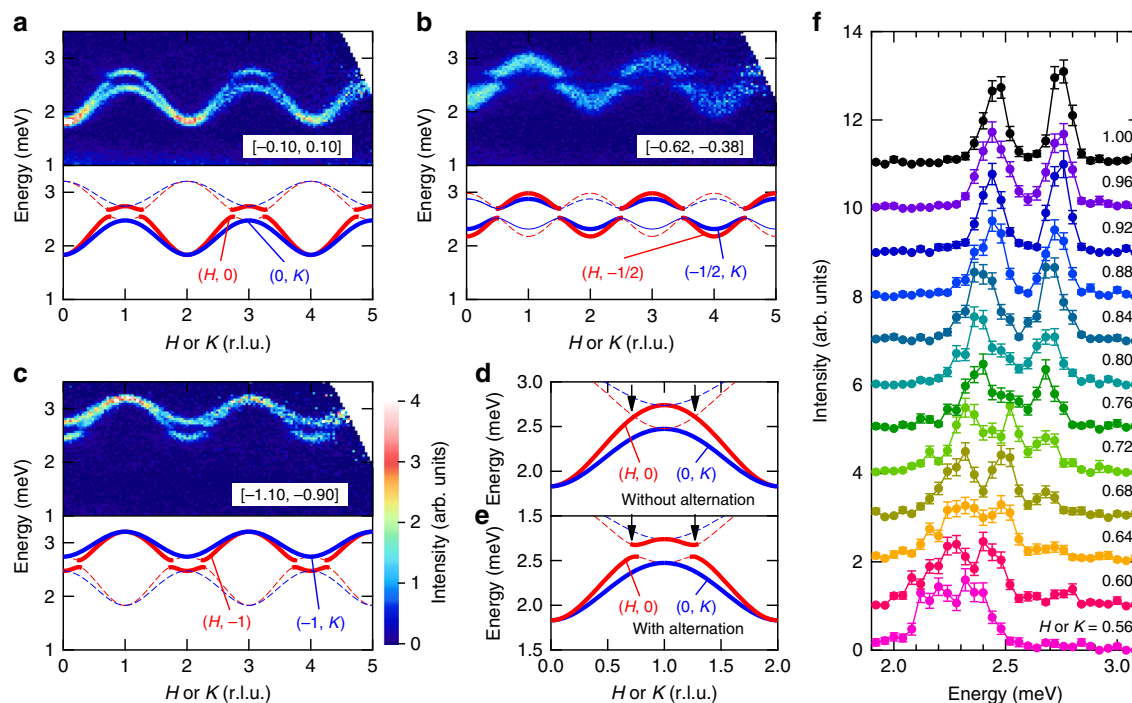 a
Energy (meV)
3
2
1
[−0.10, 0.10]
Energy (meV)
3
2
1
(H, 0)
(0, K)
0
1
2
3
4
5
H or K (r.l.u.)
b
3
2
1
[−0.62, −0.38]
3
2
1
(H, −1/2)
(−1/2, K)
0
1
2
3
4
5
H or K (r.l.u.)
c
Energy (meV)
3
2
1
[−1.10, −0.90]
Energy (meV)
3
2
1
(H, −1)
(−1, K)
0
1
2
3
4
5
H or K (r.l.u.)
4
3
2
1
0
Intensity (arb. units)
d
Energy (meV)
3.0
2.5
2.0
1.5
(H, 0)
(0, K)
Without alternation
e
Energy (meV)
2.5
2.0
1.5
(H, 0)
(0, K)
With alternation
0.0
0.5
1.0
1.5
2.0
H or K (r.l.u.)
f
Intensity (arb. units)
14
12
10
8
6
4
2
0
1.00
0.96
0.92
0.88
0.84
0.80
0.76
0.72
0.68
0.64
0.60
H or K = 0.56
2.0
2.5
3.0
Energy (meV)